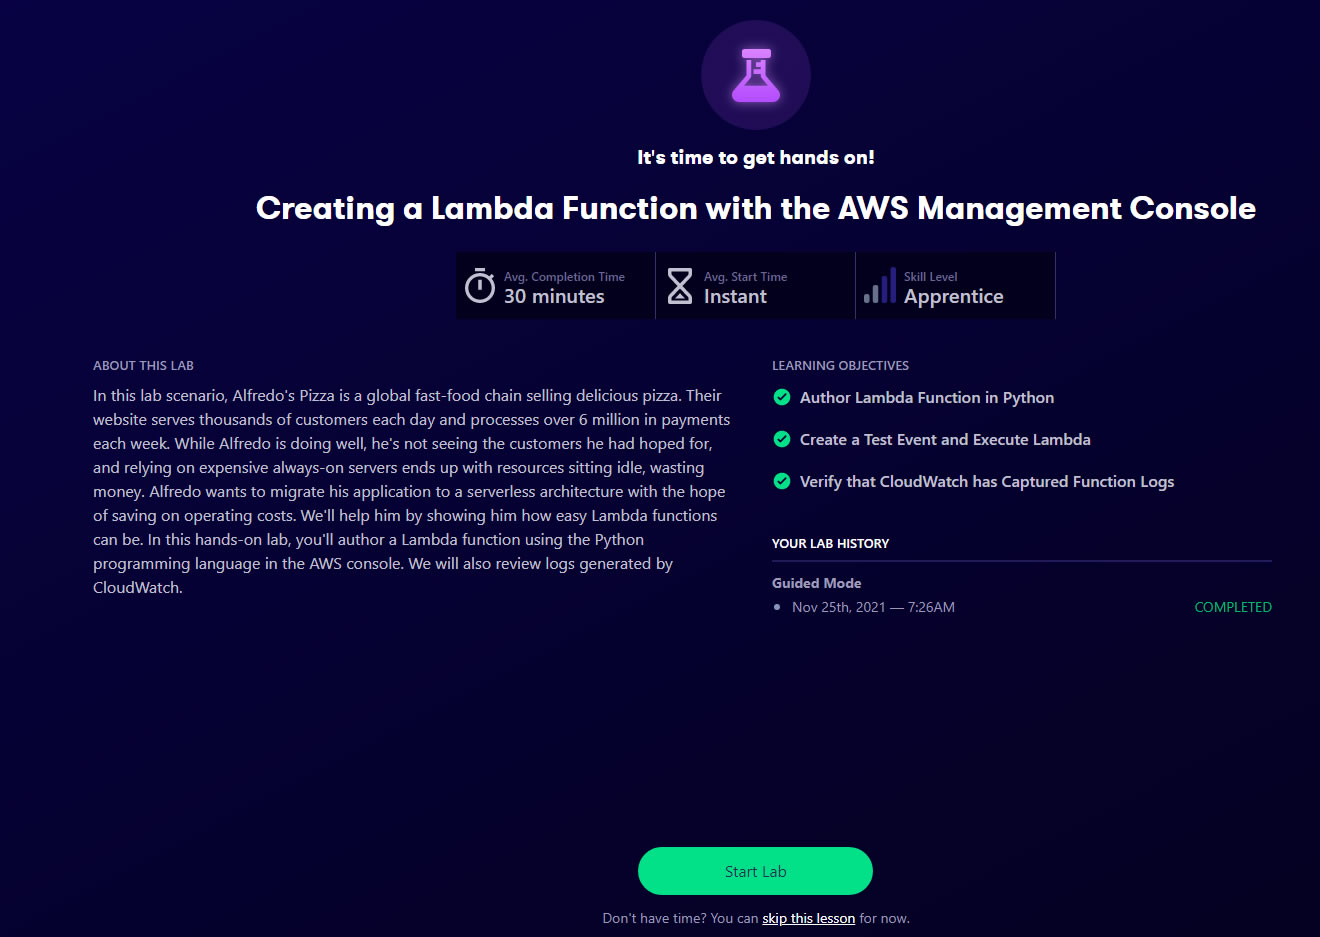 It's time to get hands on!
Creating a Lambda Function with the AWS Management Console
Avg. Completion Time
30 minutes
Avg. Start Time
Instant
Skill Level
Apprentice
ABOUT THIS LAB
In this lab scenario, Alfredo's Pizza is a global fast-food chain selling delicious pizza. Their
website serves thousands of customers each day and processes over 6 million in payments
each week. While Alfredo is doing well, he's not seeing the customers he had hoped for,
and relying on expensive always-on servers ends up with resources sitting idle, wasting
money. Alfredo wants to migrate his application to a serverless architecture with the hope
of saving on operating costs. We'll help him by showing him how easy Lambda functions
can be. In this hands-on lab, you'll author a Lambda function using the Python
programming language in the AWS console. We will also review logs generated by
CloudWatch.
LEARNING OBJECTIVES
Author Lambda Function in Python
Create a Test Event and Execute Lambda
Verify that CloudWatch has Captured Function Logs
YOUR LAB HISTORY
Guided Mode
Nov 25th, 2021 — 7:26AM COMPLETED
Start Lab
Don't have time? You can skip this lesson for now.